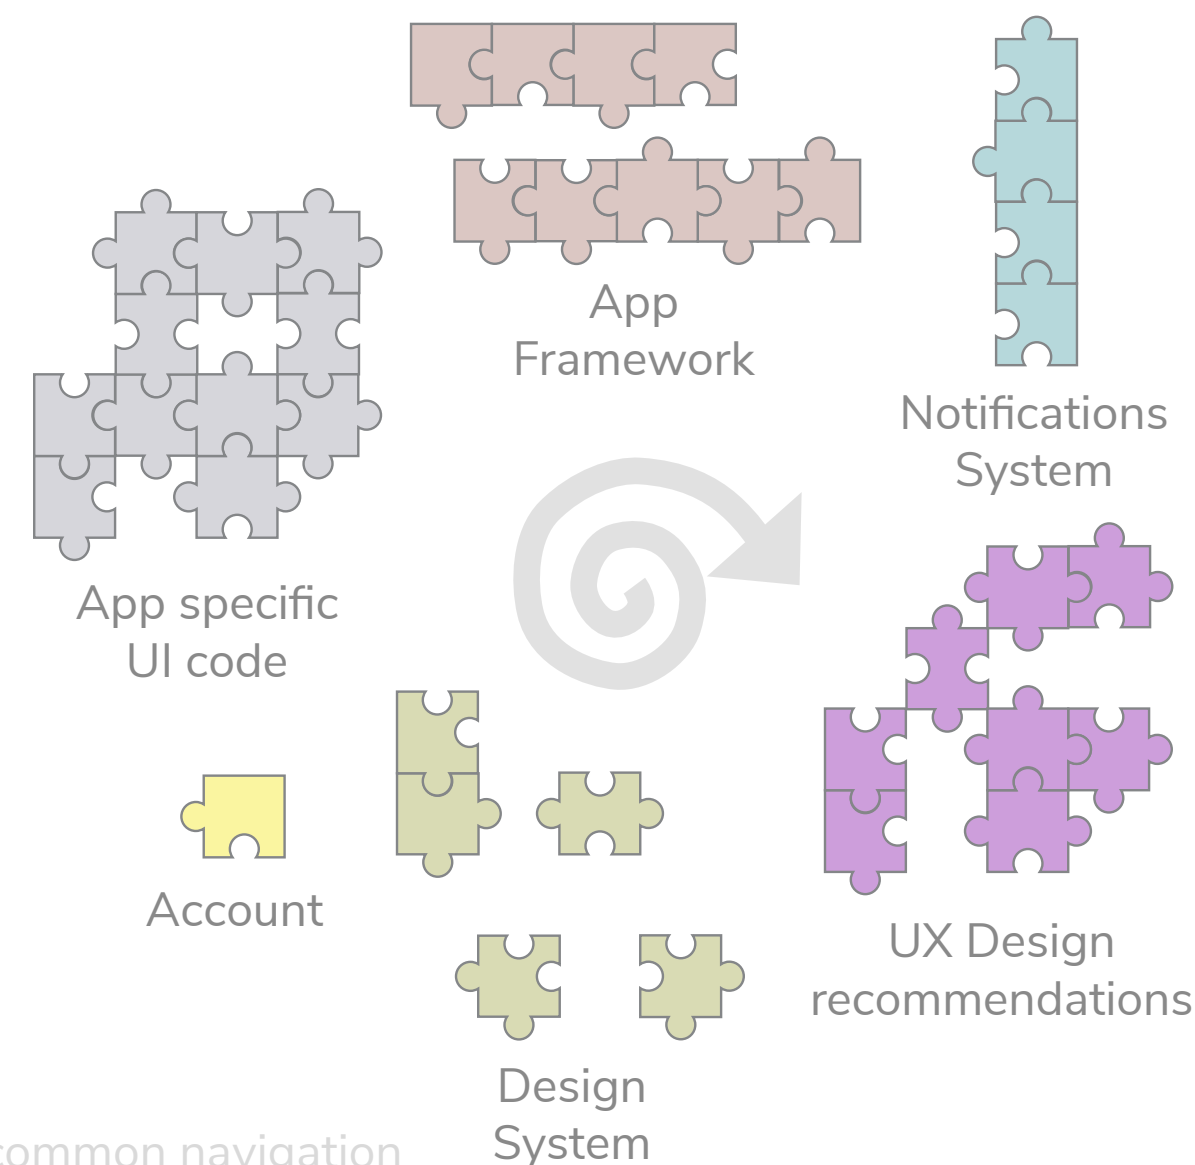 App
Framework
Notifications
System
App specific
UI code
Account
UX Design
recommendations
Design
System
common navigation